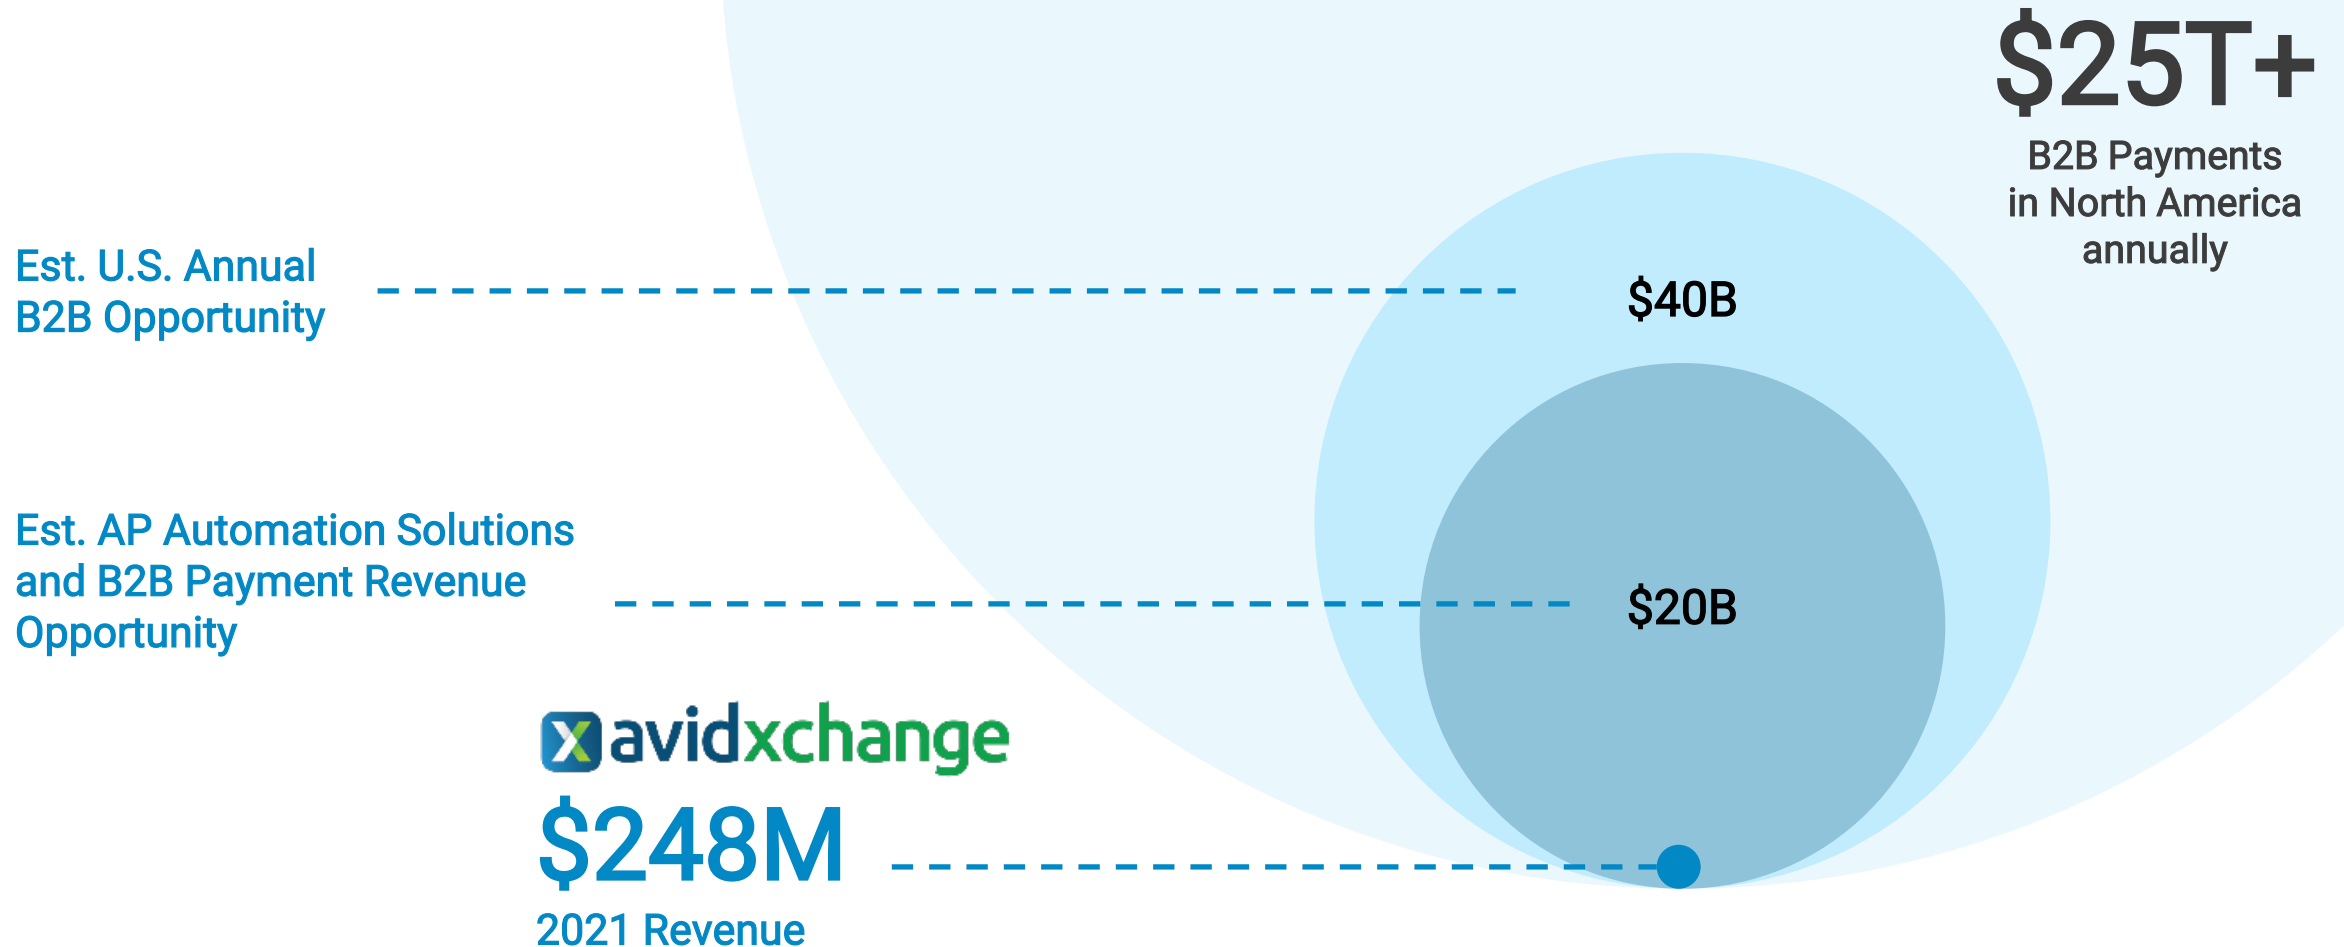 $25T+
B2B Payments
in North America
annually
Est. U.S. Annual
B2B Opportunity
$40B
Est. AP Automation Solutions
and B2B Payment Revenue
Opportunity
$20B
avidxchange
$248M
2021 Revenue